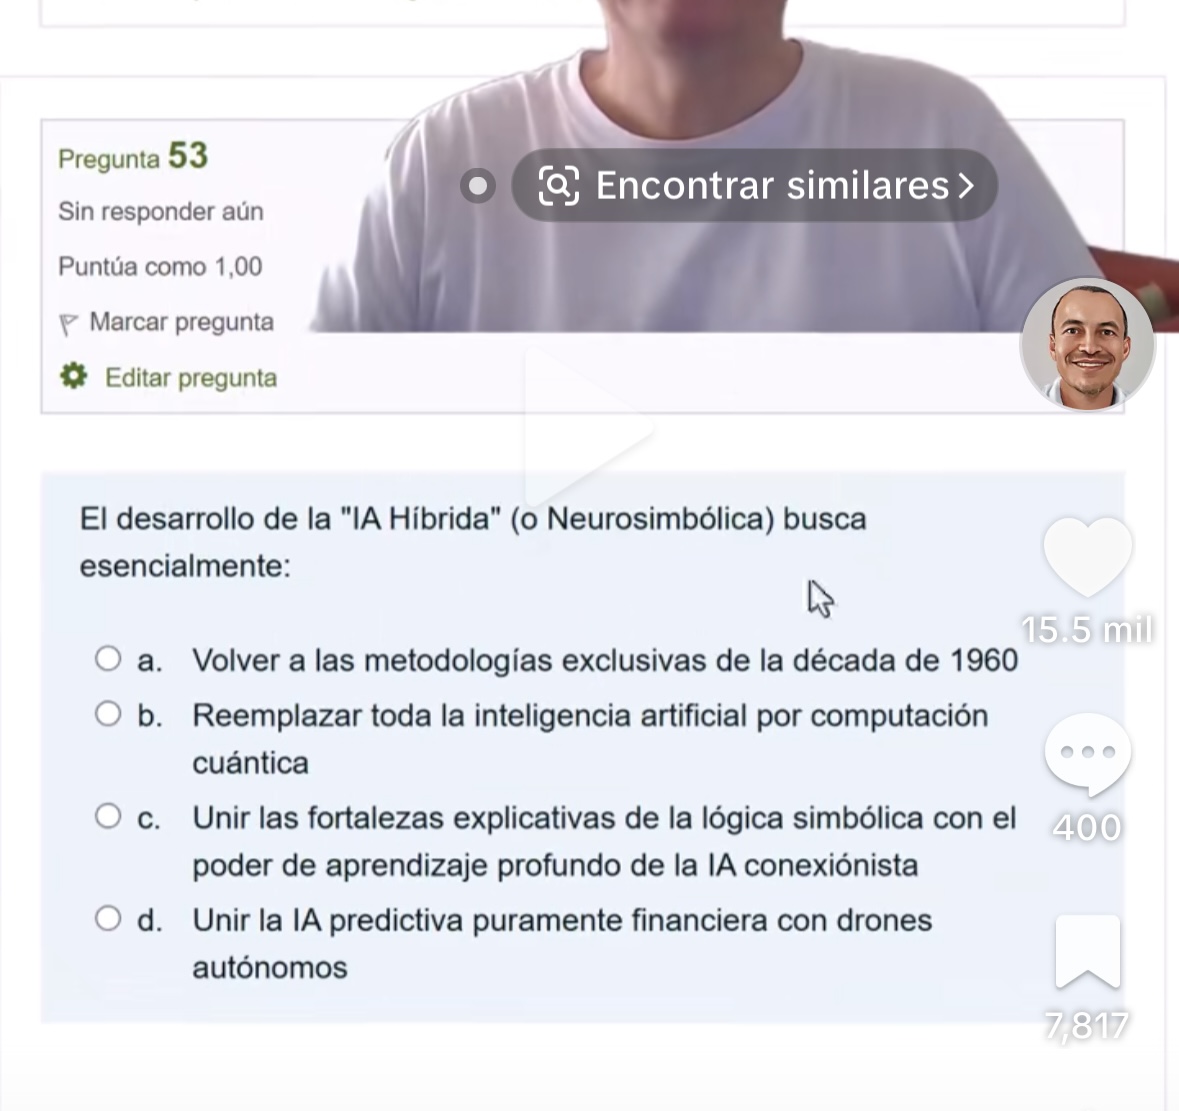 Pregunta 53
Sin responder aún
Puntúa como 1,00
Marcar pregunta
Editar pregunta
Encontrar similares
El desarrollo de la "IA Híbrida" (o Neurosimbólica) busca
esencialmente:
a. Volver a las metodologías exclusivas de la década de 1960
b. Reemplazar toda la inteligencia artificial por computación
cuántica
c. Unir las fortalezas explicativas de la lógica simbólica con el
poder de aprendizaje profundo de la IA conexiónista
d. Unir la IA predictiva puramente financiera con drones
autónomos
15.5 mil
400
7,817